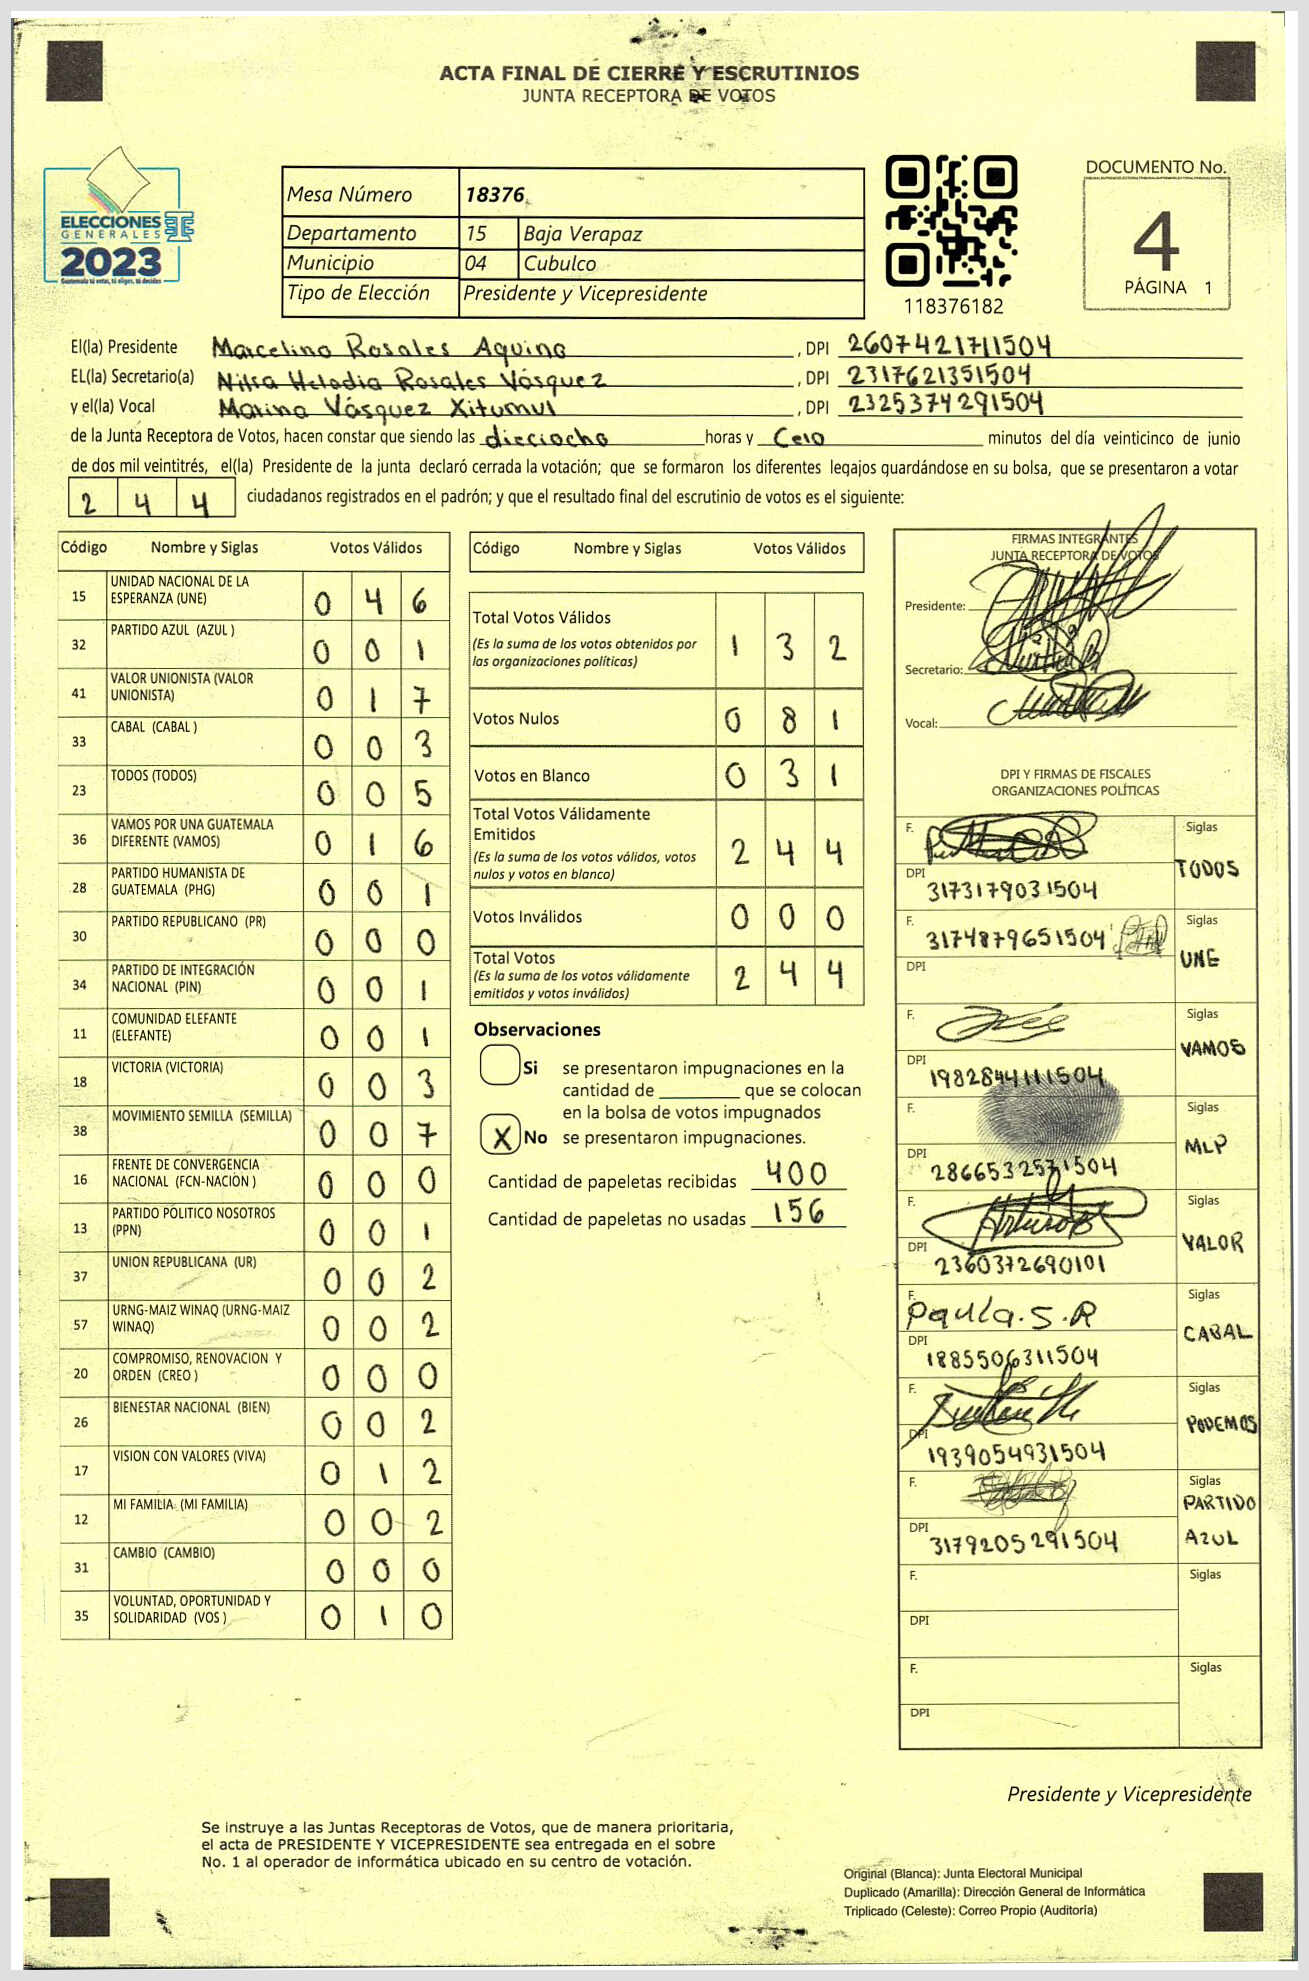 ACTA FINAL DE CIERRE Y ESCRUTINIOS
JUNTA RECEPTORA DE VOTOS
ELECCIONES
GENERALES
2023
Guatemala tú votas, tú eliges, tú decides
Mesa Número 18376
Departamento 15 Baja Verapaz
Municipio 04 Cubulco
Tipo de Elección Presidente y Vicepresidente
118376182
DOCUMENTO No.
4
PÁGINA 1
El(la) Presidente Marcelino Rosales Aquino, DPI 2607421711504
EL(la) Secretario(a) Nilsa Helodia Rosales Vásquez, DPI 2317621351504
y el(la) Vocal Marina Vásquez Xitumul, DPI 2325374291504
de la Junta Receptora de Votos, hacen constar que siendo las dieciocho horas y Cero minutos del día veinticinco de junio
de dos mil veintitrés, el(la) Presidente de la junta declaró cerrada la votación; que se formaron los diferentes legajos guardándose en su bolsa, que se presentaron a votar
2 4 4 ciudadanos registrados en el padrón; y que el resultado final del escrutinio de votos es el siguiente:
Código Nombre y Siglas Votos Válidos
15 UNIDAD NACIONAL DE LA ESPERANZA (UNE) 0 4 6
32 PARTIDO AZUL (AZUL ) 0 0 1
41 VALOR UNIONISTA (VALOR UNIONISTA) 0 1 7
33 CABAL (CABAL ) 0 0 3
23 TODOS (TODOS) 0 0 5
36 VAMOS POR UNA GUATEMALA DIFERENTE (VAMOS) 0 1 6
28 PARTIDO HUMANISTA DE GUATEMALA (PHG) 0 0 1
30 PARTIDO REPUBLICANO (PR) 0 0 0
34 PARTIDO DE INTEGRACIÓN NACIONAL (PIN) 0 0 1
11 COMUNIDAD ELEFANTE (ELEFANTE) 0 0 1
18 VICTORIA (VICTORIA) 0 0 3
38 MOVIMIENTO SEMILLA (SEMILLA) 0 0 7
16 FRENTE DE CONVERGENCIA NACIONAL (FCN-NACION ) 0 0 0
13 PARTIDO POLITICO NOSOTROS (PPN) 0 0 1
37 UNION REPUBLICANA (UR) 0 0 2
57 URNG-MAIZ WINAQ (URNG-MAIZ WINAQ) 0 0 2
20 COMPROMISO, RENOVACION Y ORDEN (CREO ) 0 0 0
26 BIENESTAR NACIONAL (BIEN) 0 0 2
17 VISION CON VALORES (VIVA) 0 1 2
12 MI FAMILIA (MI FAMILIA) 0 0 2
31 CAMBIO (CAMBIO) 0 0 0
35 VOLUNTAD, OPORTUNIDAD Y SOLIDARIDAD (VOS ) 0 1 0
Código Nombre y Siglas Votos Válidos
Total Votos Válidos 1 3 2
(Es la suma de los votos obtenidos por
las organizaciones políticas)
Votos Nulos 0 8 1
Votos en Blanco 0 3 1
Total Votos Válidamente
Emitidos 2 4 4
(Es la suma de los votos válidos, votos
nulos y votos en blanco)
Votos Inválidos 0 0 0
Total Votos 2 4 4
(Es la suma de los votos válidamente
emitidos y votos inválidos)
Observaciones
Si se presentaron impugnaciones en la
cantidad de ________ que se colocan
en la bolsa de votos impugnados
X No se presentaron impugnaciones.
Cantidad de papeletas recibidas 400
Cantidad de papeletas no usadas 156
FIRMAS INTEGRANTES
JUNTA RECEPTORA DE VOTOS
Presidente:
Secretario:
Vocal:
DPI Y FIRMAS DE FISCALES
ORGANIZACIONES POLÍTICAS
F. Siglas
TODOS
DPI 3173179031504
F. 3174879651504 Siglas
UNE
DPI
F. Siglas
VAMOS
DPI 1982844111504
F. Siglas
MLP
DPI 2866532571504
F. Arturo B Siglas
VALOR
DPI 2360372690101
F. Paula. S. R Siglas
CABAL
DPI 1885506311504
F. Siglas
PODEMOS
DPI 1939054931504
F. Siglas
PARTIDO
AZUL
DPI 3179205291504
F. Siglas
DPI
F. Siglas
DPI
Presidente y Vicepresidente
Se instruye a las Juntas Receptoras de Votos, que de manera prioritaria,
el acta de PRESIDENTE Y VICEPRESIDENTE sea entregada en el sobre
No. 1 al operador de informática ubicado en su centro de votación.
Original (Blanca): Junta Electoral Municipal
Duplicado (Amarilla): Dirección General de Informática
Triplicado (Celeste): Correo Propio (Auditoría)